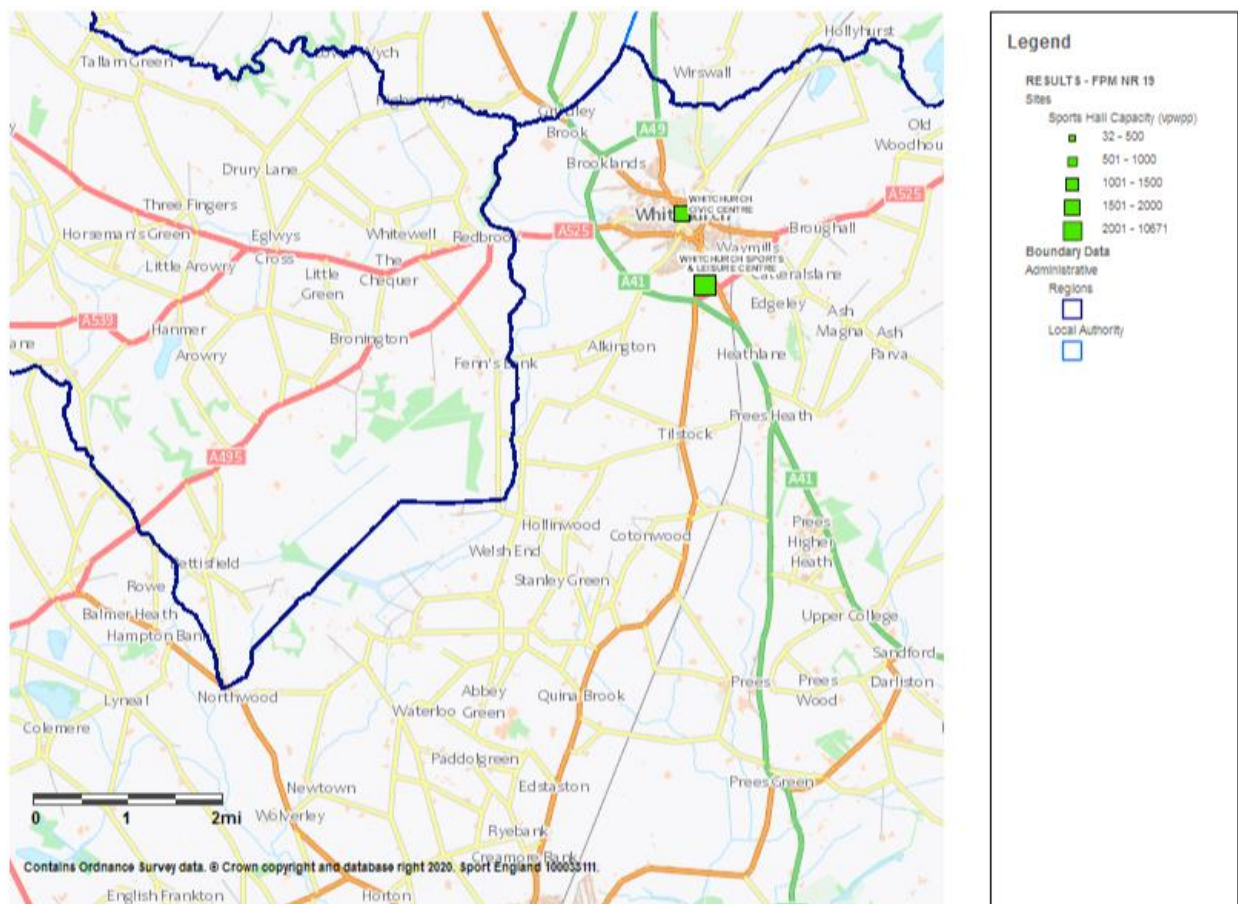 Hollyhurst
Tallarn Green
Lower Wych
Wirswall
Higher Wych
Grindley
Brook
A49
Old
Woodhou
Brooklands
Drury Lane
A525
Three Fingers
WHITCHURCH
CIVIC CENTRE
Horseman's Green
Eglwys
Cross
Whitewell
Redbrook
A525
Broughall
Waymills
WHITCHURCH SPORTS
& LEISURE CENTRE
Little Arowry
The
Chequer
Little
Green
A41
Catteralslane
Edgeley
A539
Hanmer
Ash
Magna
Ash
Parva
Bronington
Alkington
Arowry
Fenn's Bank
Heathlane
Prees Heath
Tilstock
A495
A41
Hollinwood
Cotonwood
Prees
Higher
Heath
Welsh End
Bettisfield
Stanley Green
Rowe
Balmer Heath
Upper College
Hampton Bank
Sandford
Northwood
Lyneal
Abbey
Green
Quina Brook
Prees
Prees
Wood
Darliston
Waterloo
Colemere
Paddolgreen
Prees Green
Newtown
Edstaston
0 1 2mi
Wolverley
Ryebank
Creamore Bank
Contains Ordnance Survey data. © Crown copyright and database right 2020. Sport England 100033111.
English Frankton
Horton
Legend
RESULTS - FPM NR 19
Sites
Sports Hall Capacity (vpwpp)
32 - 500
501 - 1000
1001 - 1500
1501 - 2000
2001 - 10671
Boundary Data
Administrative
Regions
Local Authority